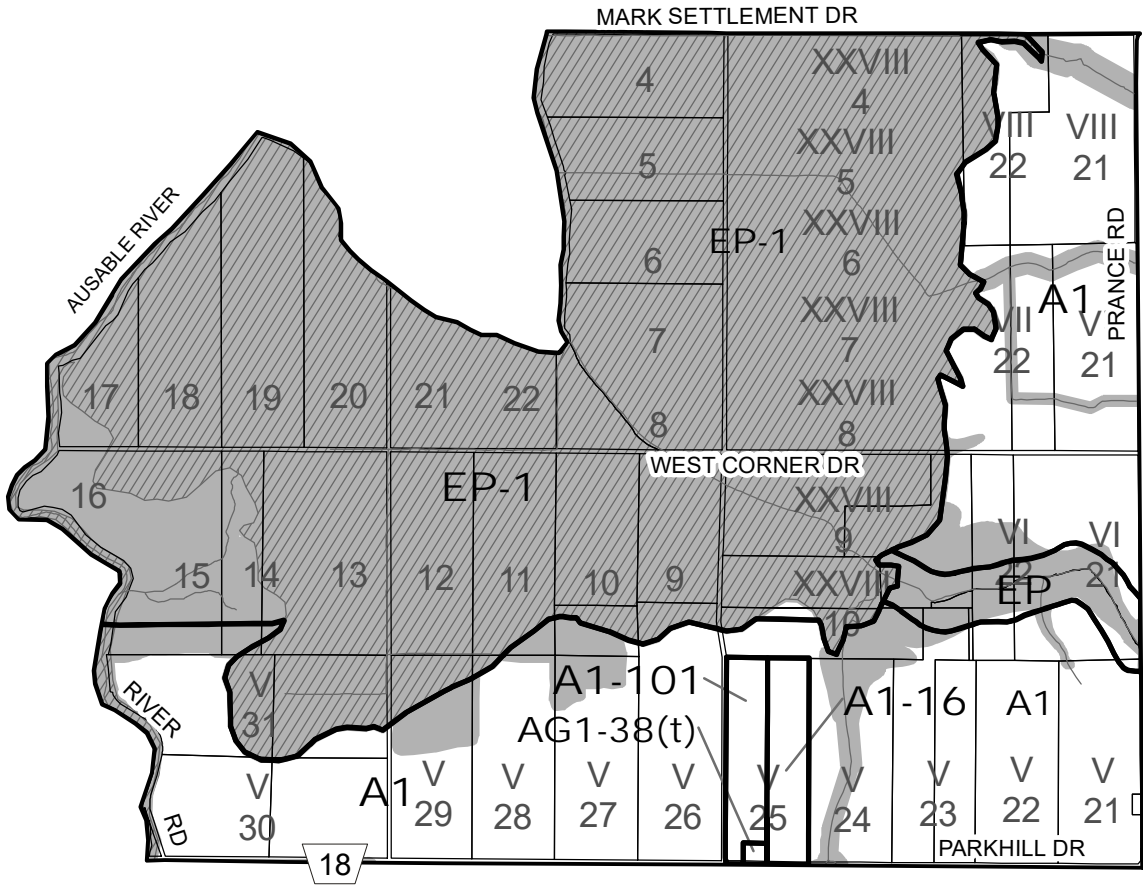 MARK SETTLEMENT DR
4
XXVIII
4
5
XXVIII
5
VIII
22
VIII
21
AUSABLE RIVER
6
EP-1
XXVIII
6
PRANCE RD
A1
7
XXVIII
7
VII
22
V
21
17
18
19
20
21
22
8
XXVIII
8
WEST CORNER DR
16
EP-1
XXVIII
9
VI
22
VI
21
15
14
13
12
11
10
9
XXVIII
10
EP
RIVER
RD
V
31
A1-101
AG1-38(t)
A1-16
A1
V
30
A1
V
29
V
28
V
27
V
26
V
25
V
24
V
23
V
22
V
21
PARKHILL DR
18